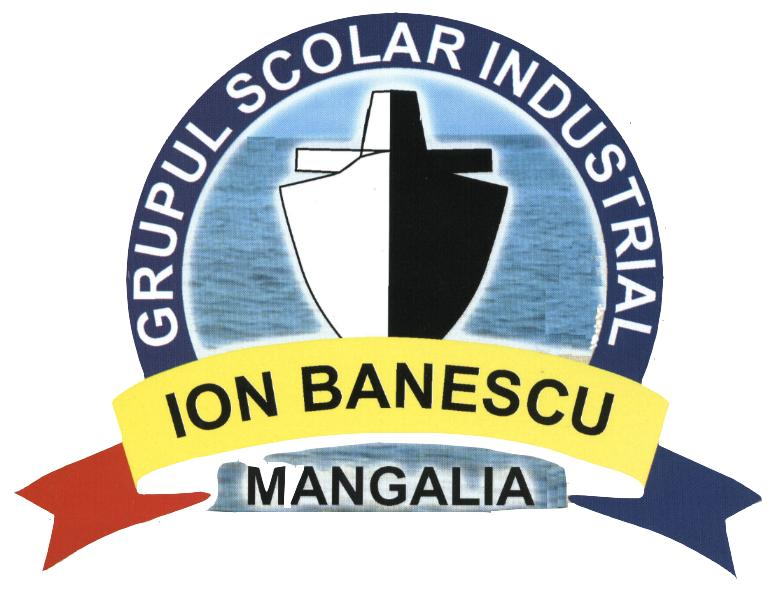 GRUPUL SCOLAR INDUSTRIAL
ION BANESCU
MANGALIA